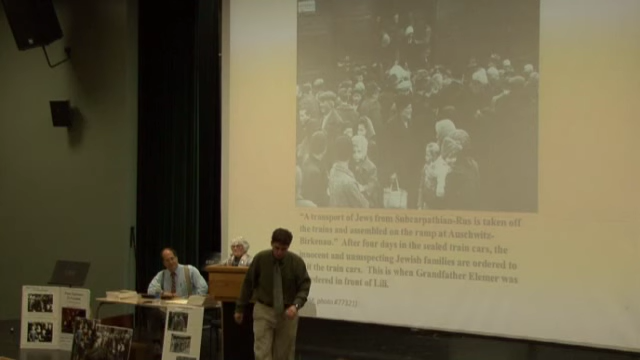 "A transport of Jews from Subcarpathian-Rus is taken off
the trains and assembled on the ramp at Auschwitz-
Birkenau." After four days in the sealed train cars, the
innocent and unsuspecting Jewish families are ordered to
the train cars. This is when Grandfather Elemer was
in front of Lili.
photo #77321)